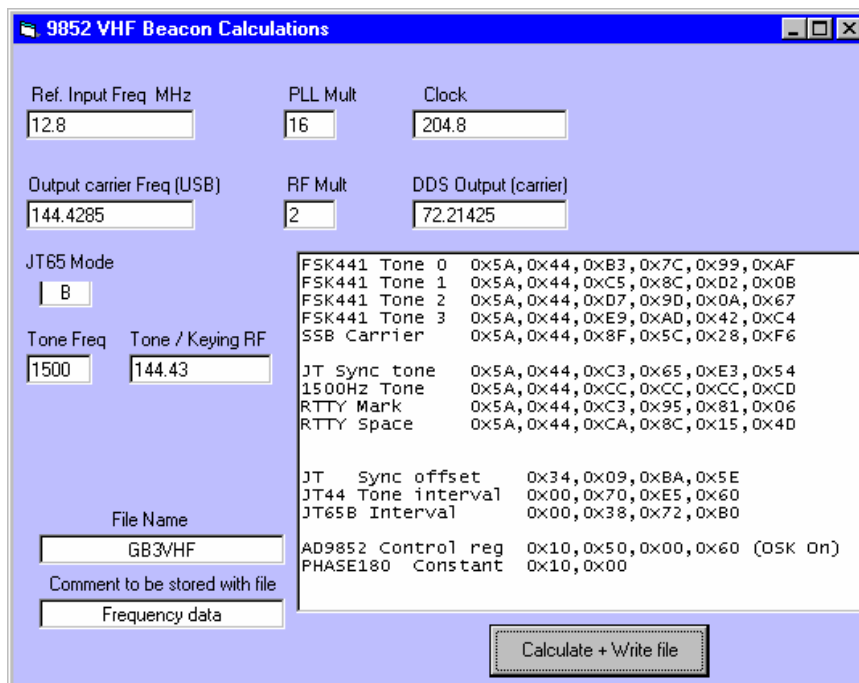 9852 VHF Beacon Calculations
Ref. Input Freq MHz PLL Mult Clock
12.8 16 204.8
Output carrier Freq (USB) RF Mult DDS Output (carrier)
144.4285 2 72.21425
JT65 Mode
B
Tone Freq Tone / Keying RF
1500 144.43
FSK441 Tone 0 0x5A,0x44,0xB3,0x7C,0x99,0xAF
FSK441 Tone 1 0x5A,0x44,0xC5,0x8C,0xD2,0x0B
FSK441 Tone 2 0x5A,0x44,0xD7,0x9D,0x0A,0x67
FSK441 Tone 3 0x5A,0x44,0xE9,0xAD,0x42,0xC4
SSB Carrier 0x5A,0x44,0x8F,0x5C,0x28,0xF6
JT Sync tone 0x5A,0x44,0xC3,0x65,0xE3,0x54
1500Hz Tone 0x5A,0x44,0xCC,0xCC,0xCC,0xCD
RTTY Mark 0x5A,0x44,0xC3,0x95,0x81,0x06
RTTY Space 0x5A,0x44,0xCA,0x8C,0x15,0x4D
JT Sync offset 0x34,0x09,0xBA,0x5E
JT44 Tone interval 0x00,0x70,0xE5,0x60
JT65B Interval 0x00,0x38,0x72,0xB0
AD9852 Control reg 0x10,0x50,0x00,0x60 (OSK On)
PHASE180 Constant 0x10,0x00
File Name
GB3VHF
Comment to be stored with file
Frequency data
Calculate + Write file